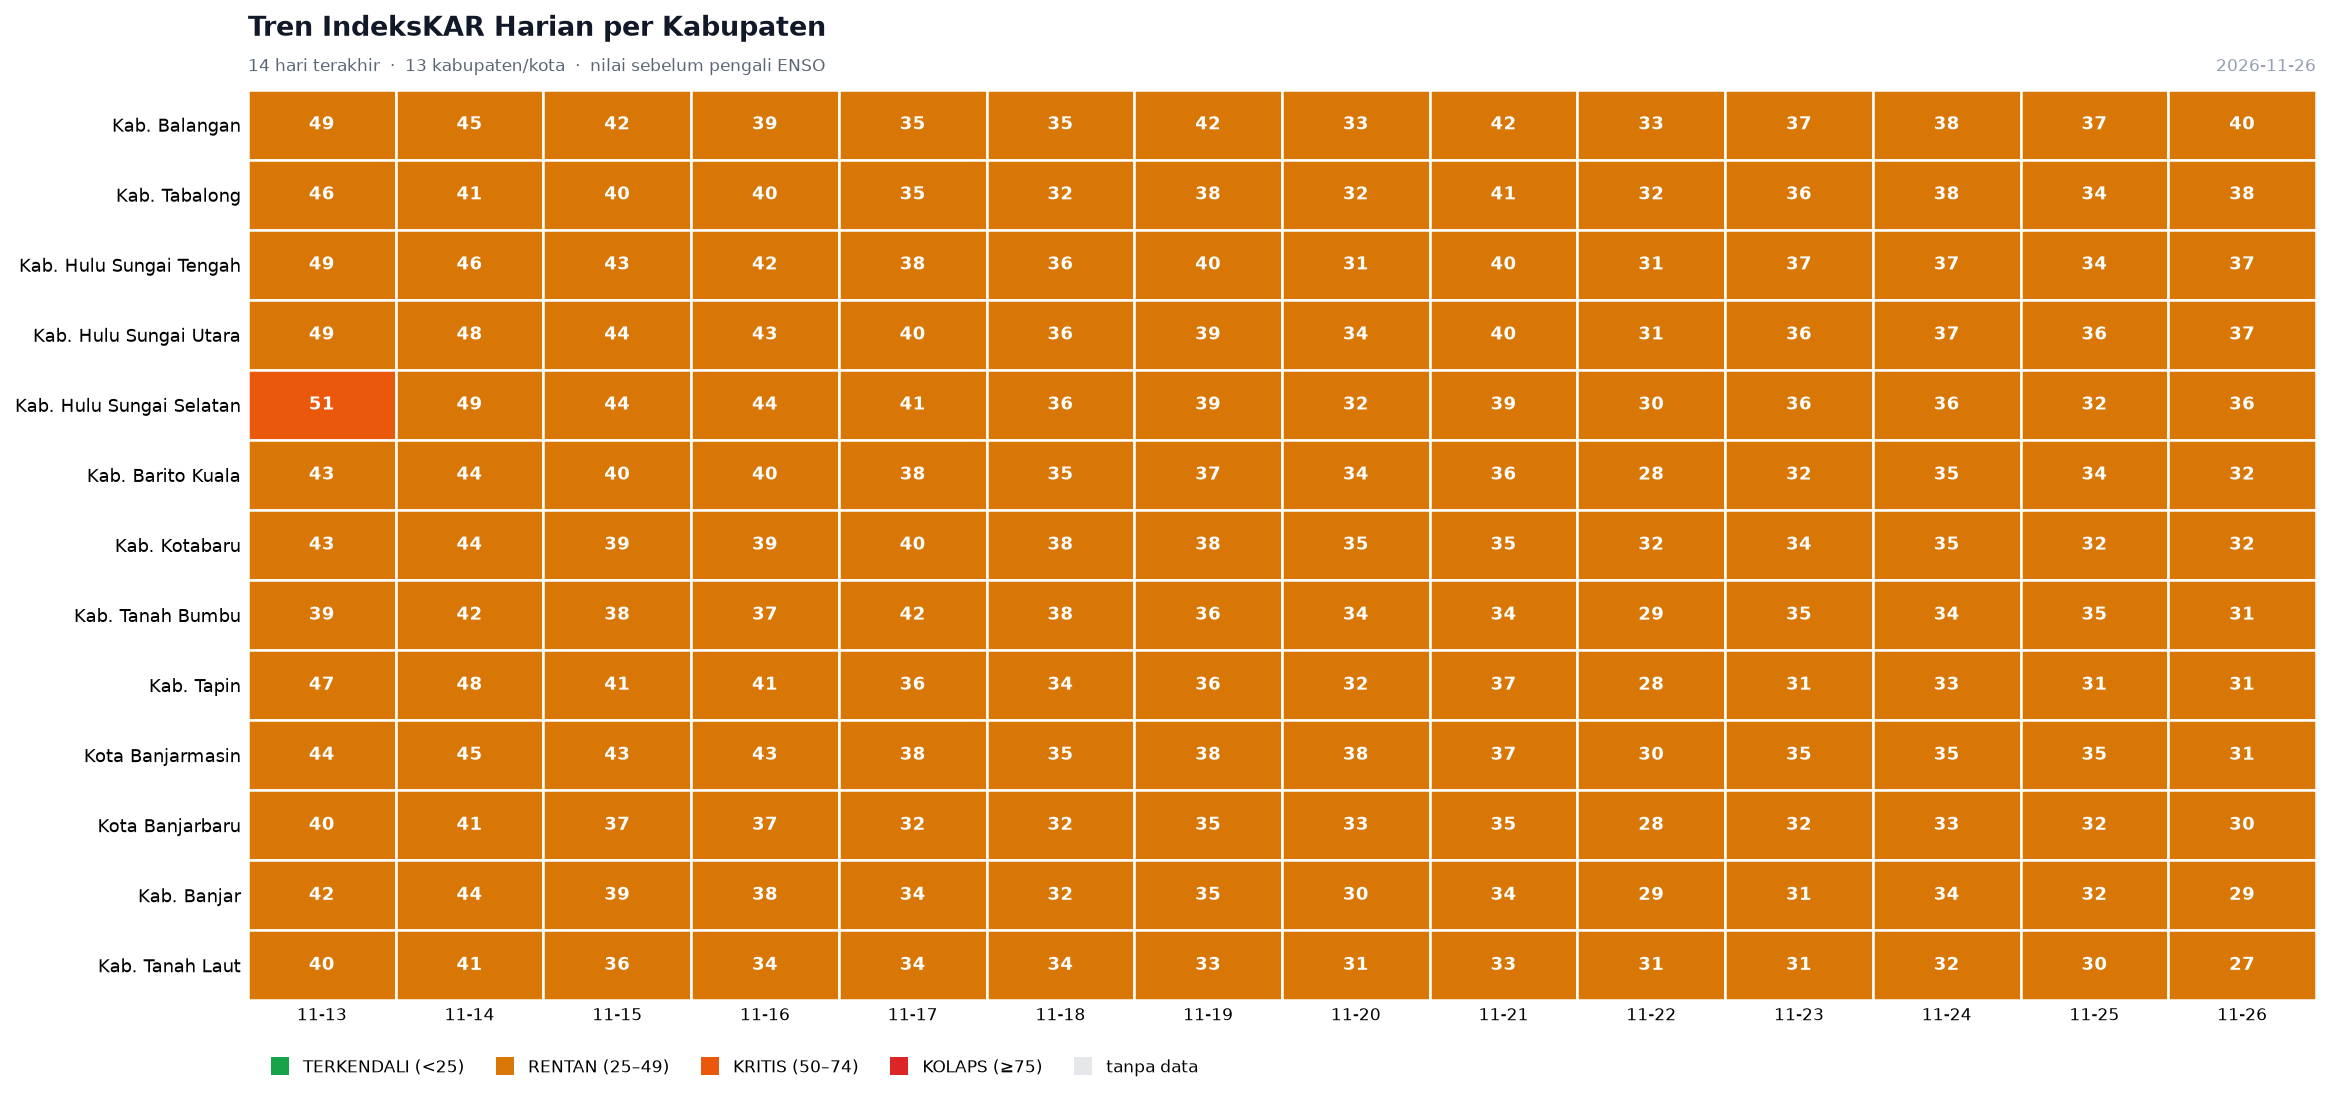 Tren IndeksKAR Harian per Kabupaten
14 hari terakhir · 13 kabupaten/kota · nilai sebelum pengali ENSO 2026-11-26
Kab. Balangan 49 45 42 39 35 35 42 33 42 33 37 38 37 40
Kab. Tabalong 46 41 40 40 35 32 38 32 41 32 36 38 34 38
Kab. Hulu Sungai Tengah 49 46 43 42 38 36 40 31 40 31 37 37 34 37
Kab. Hulu Sungai Utara 49 48 44 43 40 36 39 34 40 31 36 37 36 37
Kab. Hulu Sungai Selatan 51 49 44 44 41 36 39 32 39 30 36 36 32 36
Kab. Barito Kuala 43 44 40 40 38 35 37 34 36 28 32 35 34 32
Kab. Kotabaru 43 44 39 39 40 38 38 35 35 32 34 35 32 32
Kab. Tanah Bumbu 39 42 38 37 42 38 36 34 34 29 35 34 35 31
Kab. Tapin 47 48 41 41 36 34 36 32 37 28 31 33 31 31
Kota Banjarmasin 44 45 43 43 38 35 38 38 37 30 35 35 35 31
Kota Banjarbaru 40 41 37 37 32 32 35 33 35 28 32 33 32 30
Kab. Banjar 42 44 39 38 34 32 35 30 34 29 31 34 32 29
Kab. Tanah Laut 40 41 36 34 34 34 33 31 33 31 31 32 30 27
11-13 11-14 11-15 11-16 11-17 11-18 11-19 11-20 11-21 11-22 11-23 11-24 11-25 11-26
TERKENDALI (<25) RENTAN (25–49) KRITIS (50–74) KOLAPS (≥75) tanpa data